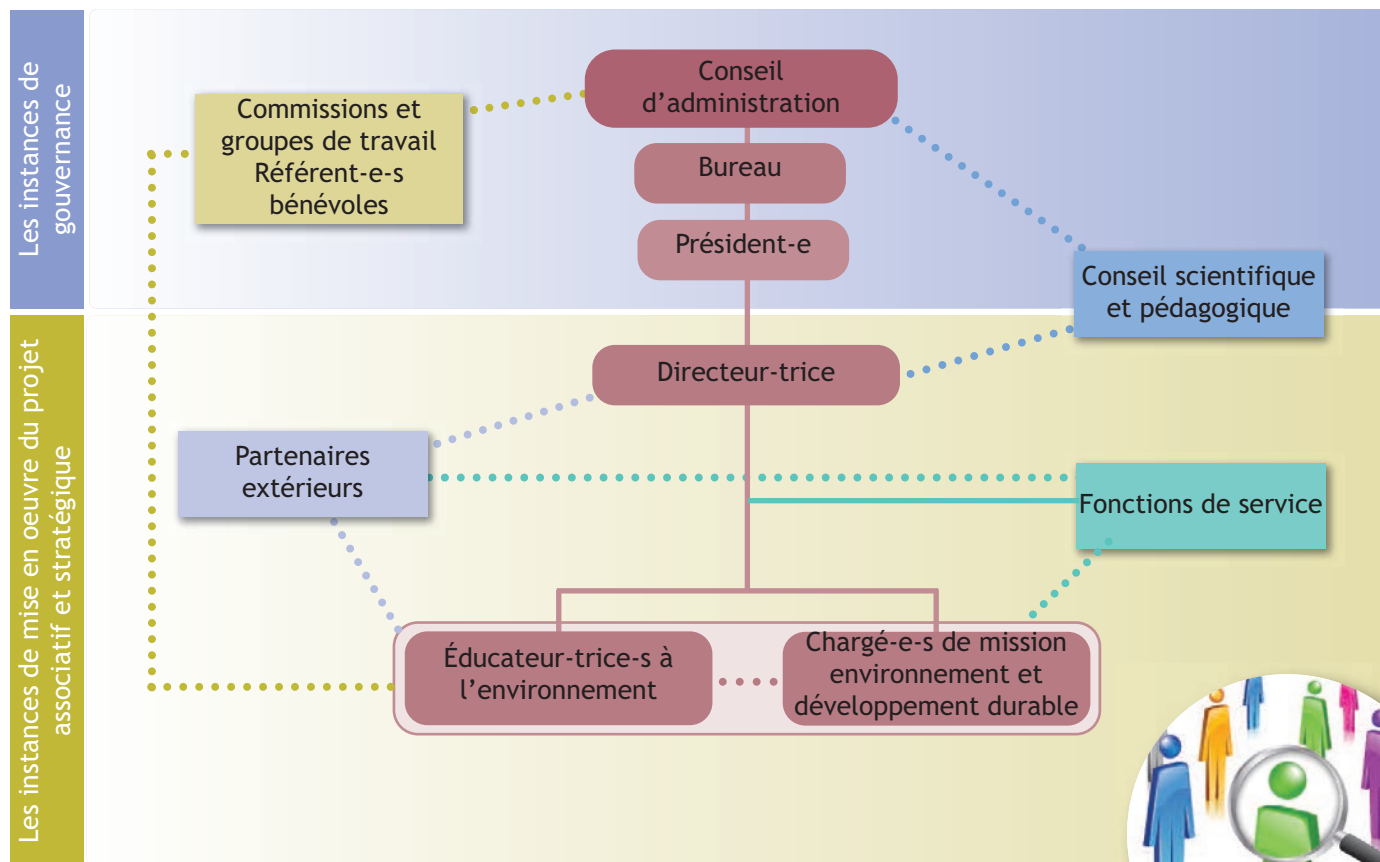 Les instances de
gouvernance
Conseil
d’administration
Commissions et
groupes de travail
Référent-e-s
bénévoles
Bureau
Président-e
Conseil scientifique
et pédagogique
Les instances de mise en oeuvre du projet
associatif et stratégique
Directeur-trice
Partenaires
extérieurs
Fonctions de service
Éducateur-trice-s à
l’environnement
Chargé-e-s de mission
environnement et
développement durable